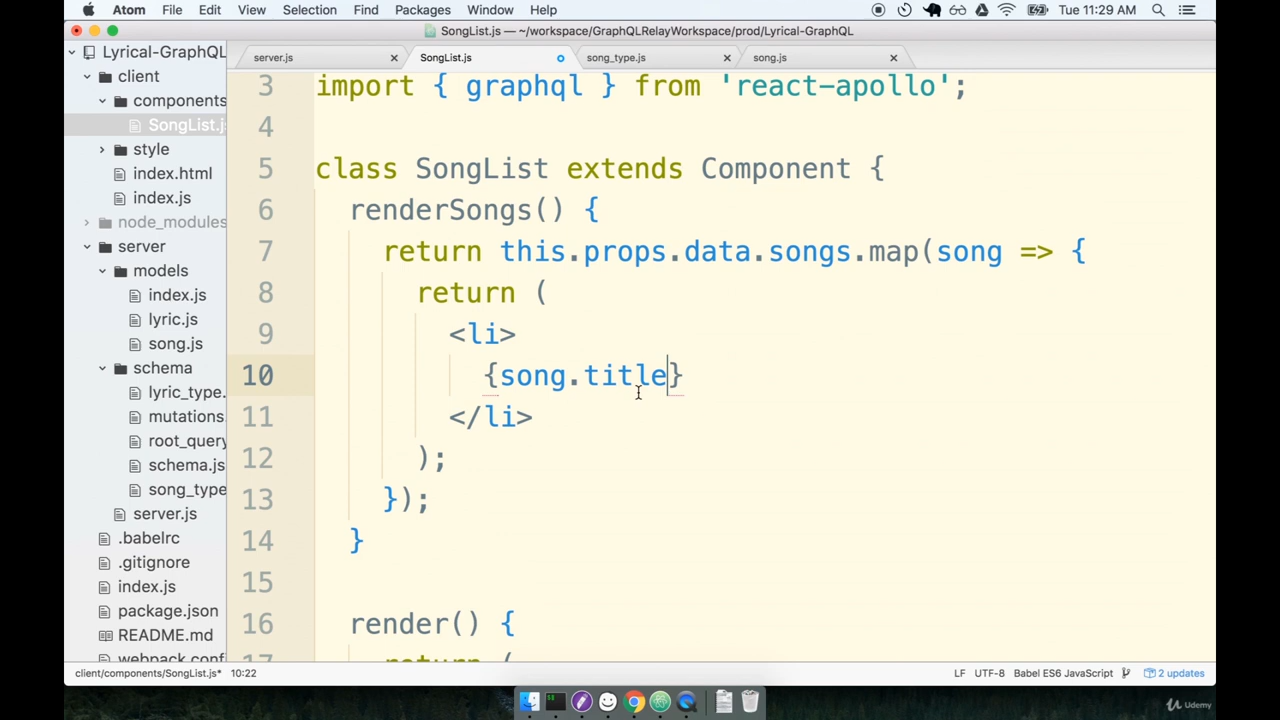 Atom File Edit View Selection Find Packages Window Help Tue 11:29 AM
SongList.js — ~/workspace/GraphQLRelayWorkspace/prod/Lyrical-GraphQL
Lyrical-GraphQL
client
components
SongList.js
style
index.html
index.js
node_modules
server
models
index.js
lyric.js
song.js
schema
lyric_type.
mutations.
root_query
schema.js
song_type
server.js
.babelrc
.gitignore
index.js
package.json
README.md
webpack.conf
server.js SongList.js song_type.js song.js
3 import { graphql } from 'react-apollo';
4
5 class SongList extends Component {
6 renderSongs() {
7 return this.props.data.songs.map(song => {
8 return (
9 <li>
10 {song.title}
11 </li>
12 );
13 });
14 }
15
16 render() {
17 return (
client/components/SongList.js* 10:22 LF UTF-8 Babel ES6 JavaScript 2 updates
Udemy